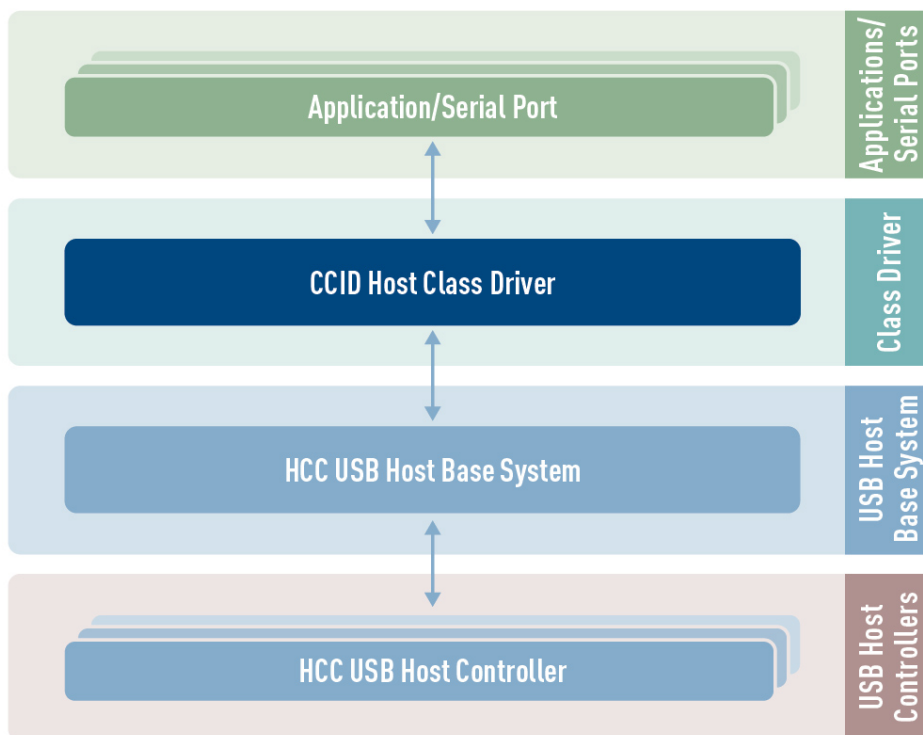 Application/Serial Port
Applications/
Serial Ports
CCID Host Class Driver
Class Driver
HCC USB Host Base System
USB Host
Base System
HCC USB Host Controller
USB Host
Controllers